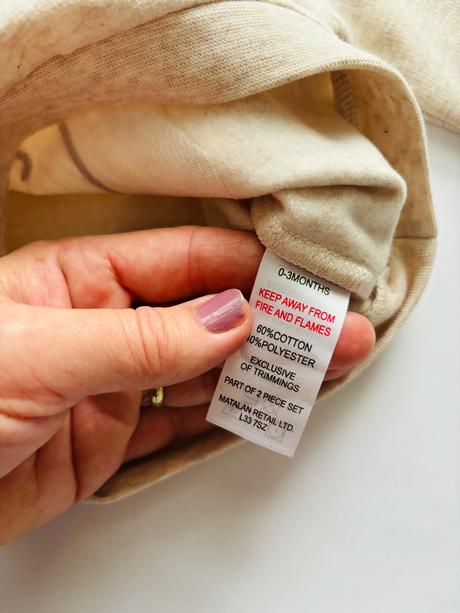 0-3MONTHS
KEEP AWAY FROM
FIRE AND FLAMES
60%COTTON
40%POLYESTER
EXCLUSIVE
OF TRIMMINGS
PART OF 2 PIECE SET
MATALAN RETAIL LTD.
L33 7SZ